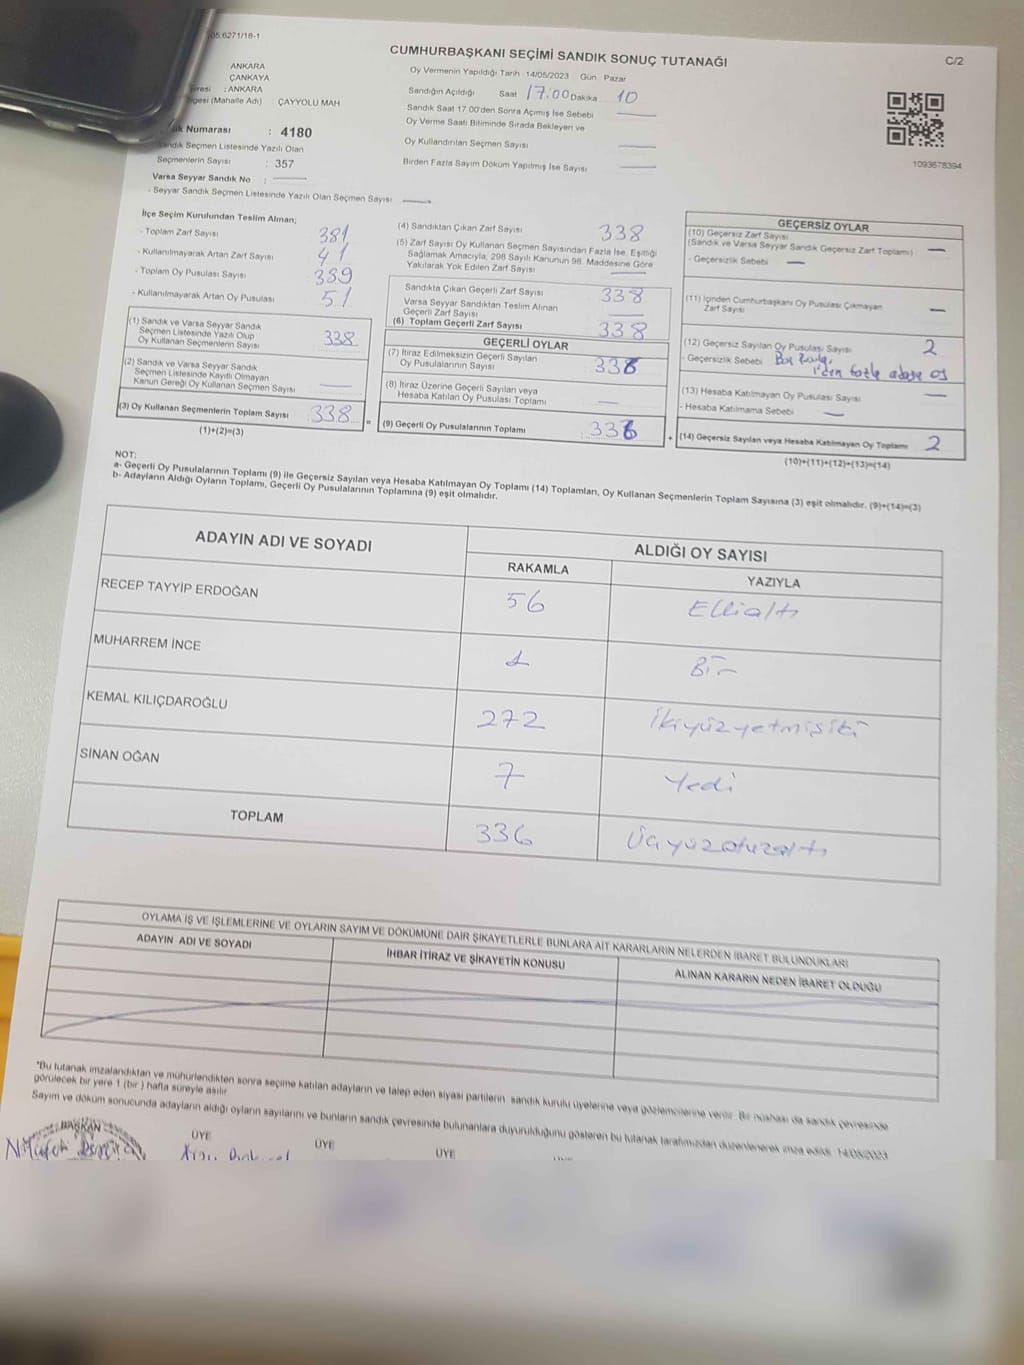 CUMHURBAŞKANI SEÇİMİ SANDIK SONUÇ TUTANAĞI
C/2
ANKARA
ÇANKAYA
: ANKARA
(Mahalle Adı) ÇAYYOLU MAH
Numarası : 4180
Sandık Seçmen Listesinde Yazılı Olan
Seçmenlerin Sayısı : 357
Varsa Seyyar Sandık No :
- Seyyar Sandık Seçmen Listesinde Yazılı Olan Seçmen Sayısı
Oy Vermenin Yapıldığı Tarih 14/05/2023 Gün Pazar
Sandığın Açıldığı Saat 17.00 Dakika 10
Sandık Saat 17.00'den Sonra Açımış İse Sebebi
Oy Verme Saati Bitiminde Sırada Bekleyen ve
Oy Kullandırılan Seçmen Sayısı
Birden Fazla Sayım Döküm Yapılmış İse Sayısı
1093678394
İlçe Seçim Kurulundan Teslim Alınan;
- Toplam Zarf Sayısı 381
- Kullanılmayarak Artan Zarf Sayısı 41
- Toplam Oy Pusulası Sayısı 389
- Kullanılmayarak Artan Oy Pusulası 51
(1) Sandık ve Varsa Seyyar Sandık
Seçmen Listesinde Yazılı Olup
Oy Kullanan Seçmenlerin Sayısı 338
(2) Sandık ve Varsa Seyyar Sandık
Seçmen Listesinde Kayıtlı Olmayan
Kanun Gereği Oy Kullanan Seçmen Sayısı
(3) Oy Kullanan Seçmenlerin Toplam Sayısı 338
(1)+(2)=(3)
(4) Sandıktan Çıkan Zarf Sayısı 338
(5) Zarf Sayısı Oy Kullanan Seçmen Sayısından Fazla İse, Eşitliği
Sağlamak Amacıyla, 298 Sayılı Kanunun 98. Maddesine Göre
Yakılarak Yok Edilen Zarf Sayısı
Sandıkta Çıkan Geçerli Zarf Sayısı 338
Varsa Seyyar Sandıktan Teslim Alınan
Geçerli Zarf Sayısı
(6) Toplam Geçerli Zarf Sayısı 338
GEÇERLİ OYLAR
(7) İtiraz Edilmeksizin Geçerli Sayılan
Oy Pusulalarının Sayısı 336
(8) İtiraz Üzerine Geçerli Sayılan veya
Hesaba Katılan Oy Pusulası Toplamı
= (9) Geçerli Oy Pusulalarının Toplamı 336
GEÇERSİZ OYLAR
(10) Geçersiz Zarf Sayısı
(Sandık ve Varsa Seyyar Sandık Geçersiz Zarf Toplamı)
- Geçersizlik Sebebi
(11) İçinden Cumhurbaşkanı Oy Pusulası Çıkmayan
Zarf Sayısı
(12) Geçersiz Sayılan Oy Pusulası Sayısı 2
- Geçersizlik Sebebi
1'den fazla adaya oy
(13) Hesaba Katılmayan Oy Pusulası Sayısı
- Hesaba Katılmama Sebebi
+ (14) Geçersiz Sayılan veya Hesaba Katılmayan Oy Toplamı 2
(10)+(11)+(12)+(13)=(14)
NOT:
a- Geçerli Oy Pusulalarının Toplamı (9) ile Geçersiz Sayılan veya Hesaba Katılmayan Oy Toplamı (14) Toplamları, Oy Kullanan Seçmenlerin Toplam Sayısına (3) eşit olmalıdır. (9)+(14)=(3)
b- Adayların Aldığı Oyların Toplamı, Geçerli Oy Pusulalarının Toplamına (9) eşit olmalıdır.
ADAYIN ADI VE SOYADI
ALDIĞI OY SAYISI
RAKAMLA YAZIYLA
RECEP TAYYİP ERDOĞAN 56 Ellialtı
MUHARREM İNCE 1 Bir
KEMAL KILIÇDAROĞLU 272 İkiyüzyetmişiki
SİNAN OĞAN 7 Yedi
TOPLAM 336 Üçyüzotuzaltı
OYLAMA İŞ VE İŞLEMLERİNE VE OYLARIN SAYIM VE DÖKÜMÜNE DAİR ŞİKAYETLERLE BUNLARA AİT KARARLARIN NELERDEN İBARET BULUNDUKLARI
ADAYIN ADI VE SOYADI İHBAR İTİRAZ VE ŞİKAYETİN KONUSU ALINAN KARARIN NEDEN İBARET OLDUĞU
*Bu tutanak imzalandıktan ve mühürlendikten sonra seçime katılan adayların ve talep eden siyasi partilerin sandık kurulu üyelerine veya gözlemcilerine verilir. Bir nüshası da sandık çevresinde
görülecek bir yere 1 (bir) hafta süreyle asılır.
Sayım ve döküm sonucunda adayların aldığı oyların sayılarını ve bunların sandık çevresinde bulunanlara duyurulduğunu gösteren bu tutanak tarafımızdan düzenlenerek imza edildi. 14/05/2023
BAŞKAN ÜYE ÜYE ÜYE